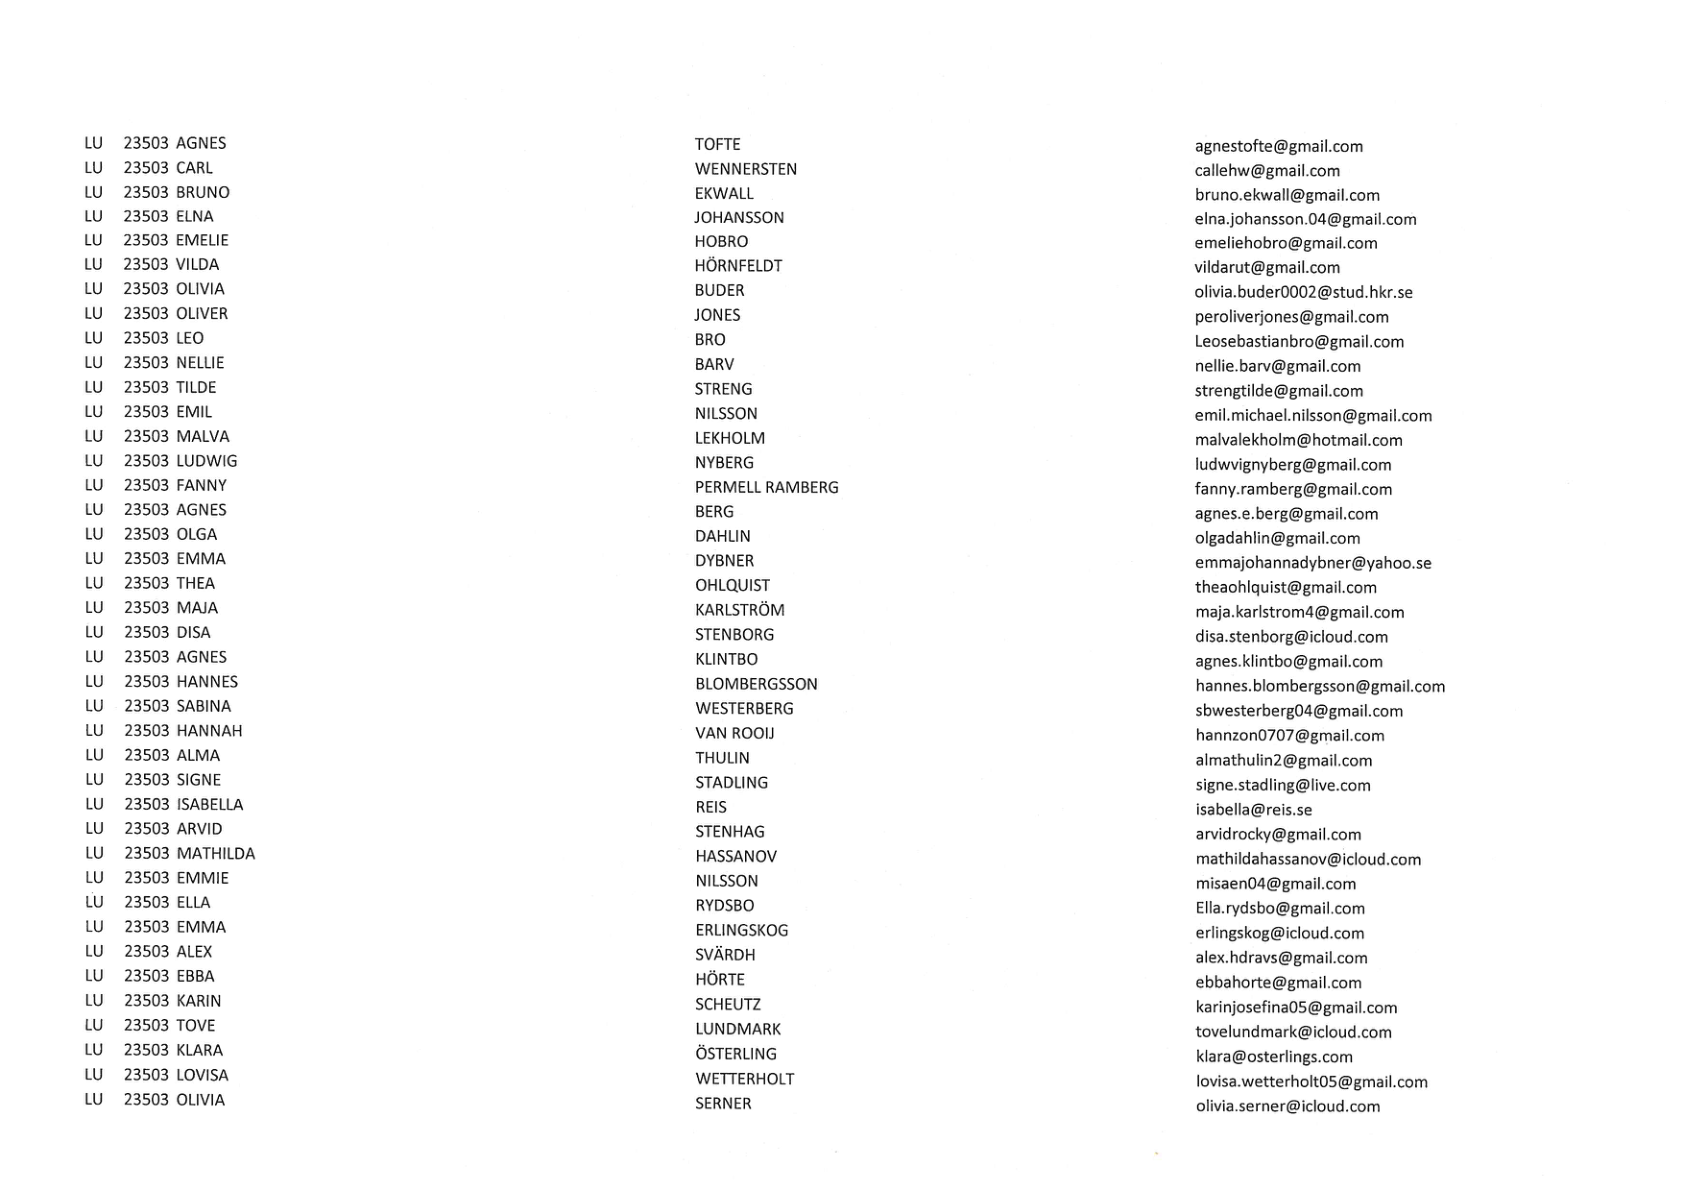 LU 23503 AGNES TOFTE agnestofte@gmail.com
LU 23503 CARL WENNERSTEN callehw@gmail.com
LU 23503 BRUNO EKWALL bruno.ekwall@gmail.com
LU 23503 ELNA JOHANSSON elna.johansson.04@gmail.com
LU 23503 EMELIE HOBRO emeliehobro@gmail.com
LU 23503 VILDA HÖRNFELDT vildarut@gmail.com
LU 23503 OLIVIA BUDER olivia.buder0002@stud.hkr.se
LU 23503 OLIVER JONES peroliverjones@gmail.com
LU 23503 LEO BRO Leosebastianbro@gmail.com
LU 23503 NELLIE BARV nellie.barv@gmail.com
LU 23503 TILDE STRENG strengtilde@gmail.com
LU 23503 EMIL NILSSON emil.michael.nilsson@gmail.com
LU 23503 MALVA LEKHOLM malvalekholm@hotmail.com
LU 23503 LUDWIG NYBERG ludwvignyberg@gmail.com
LU 23503 FANNY PERMELL RAMBERG fanny.ramberg@gmail.com
LU 23503 AGNES BERG agnes.e.berg@gmail.com
LU 23503 OLGA DAHLIN olgadahlin@gmail.com
LU 23503 EMMA DYBNER emmajohannadybner@yahoo.se
LU 23503 THEA OHLQUIST theaohlquist@gmail.com
LU 23503 MAJA KARLSTRÖM maja.karlstrom4@gmail.com
LU 23503 DISA STENBORG disa.stenborg@icloud.com
LU 23503 AGNES KLINTBO agnes.klintbo@gmail.com
LU 23503 HANNES BLOMBERGSSON hannes.blombergsson@gmail.com
LU 23503 SABINA WESTERBERG sbwesterberg04@gmail.com
LU 23503 HANNAH VAN ROOIJ hannzon0707@gmail.com
LU 23503 ALMA THULIN almathulin2@gmail.com
LU 23503 SIGNE STADLING signe.stadling@live.com
LU 23503 ISABELLA REIS isabella@reis.se
LU 23503 ARVID STENHAG arvidrocky@gmail.com
LU 23503 MATHILDA HASSANOV mathildahassanov@icloud.com
LU 23503 EMMIE NILSSON misaen04@gmail.com
LU 23503 ELLA RYDSBO Ella.rydsbo@gmail.com
LU 23503 EMMA ERLINGSKOG erlingskog@icloud.com
LU 23503 ALEX SVÄRDH alex.hdravs@gmail.com
LU 23503 EBBA HÖRTE ebbahorte@gmail.com
LU 23503 KARIN SCHEUTZ karinjosefina05@gmail.com
LU 23503 TOVE LUNDMARK tovelundmark@icloud.com
LU 23503 KLARA ÖSTERLING klara@osterlings.com
LU 23503 LOVISA WETTERHOLT lovisa.wetterholt05@gmail.com
LU 23503 OLIVIA SERNER olivia.serner@icloud.com